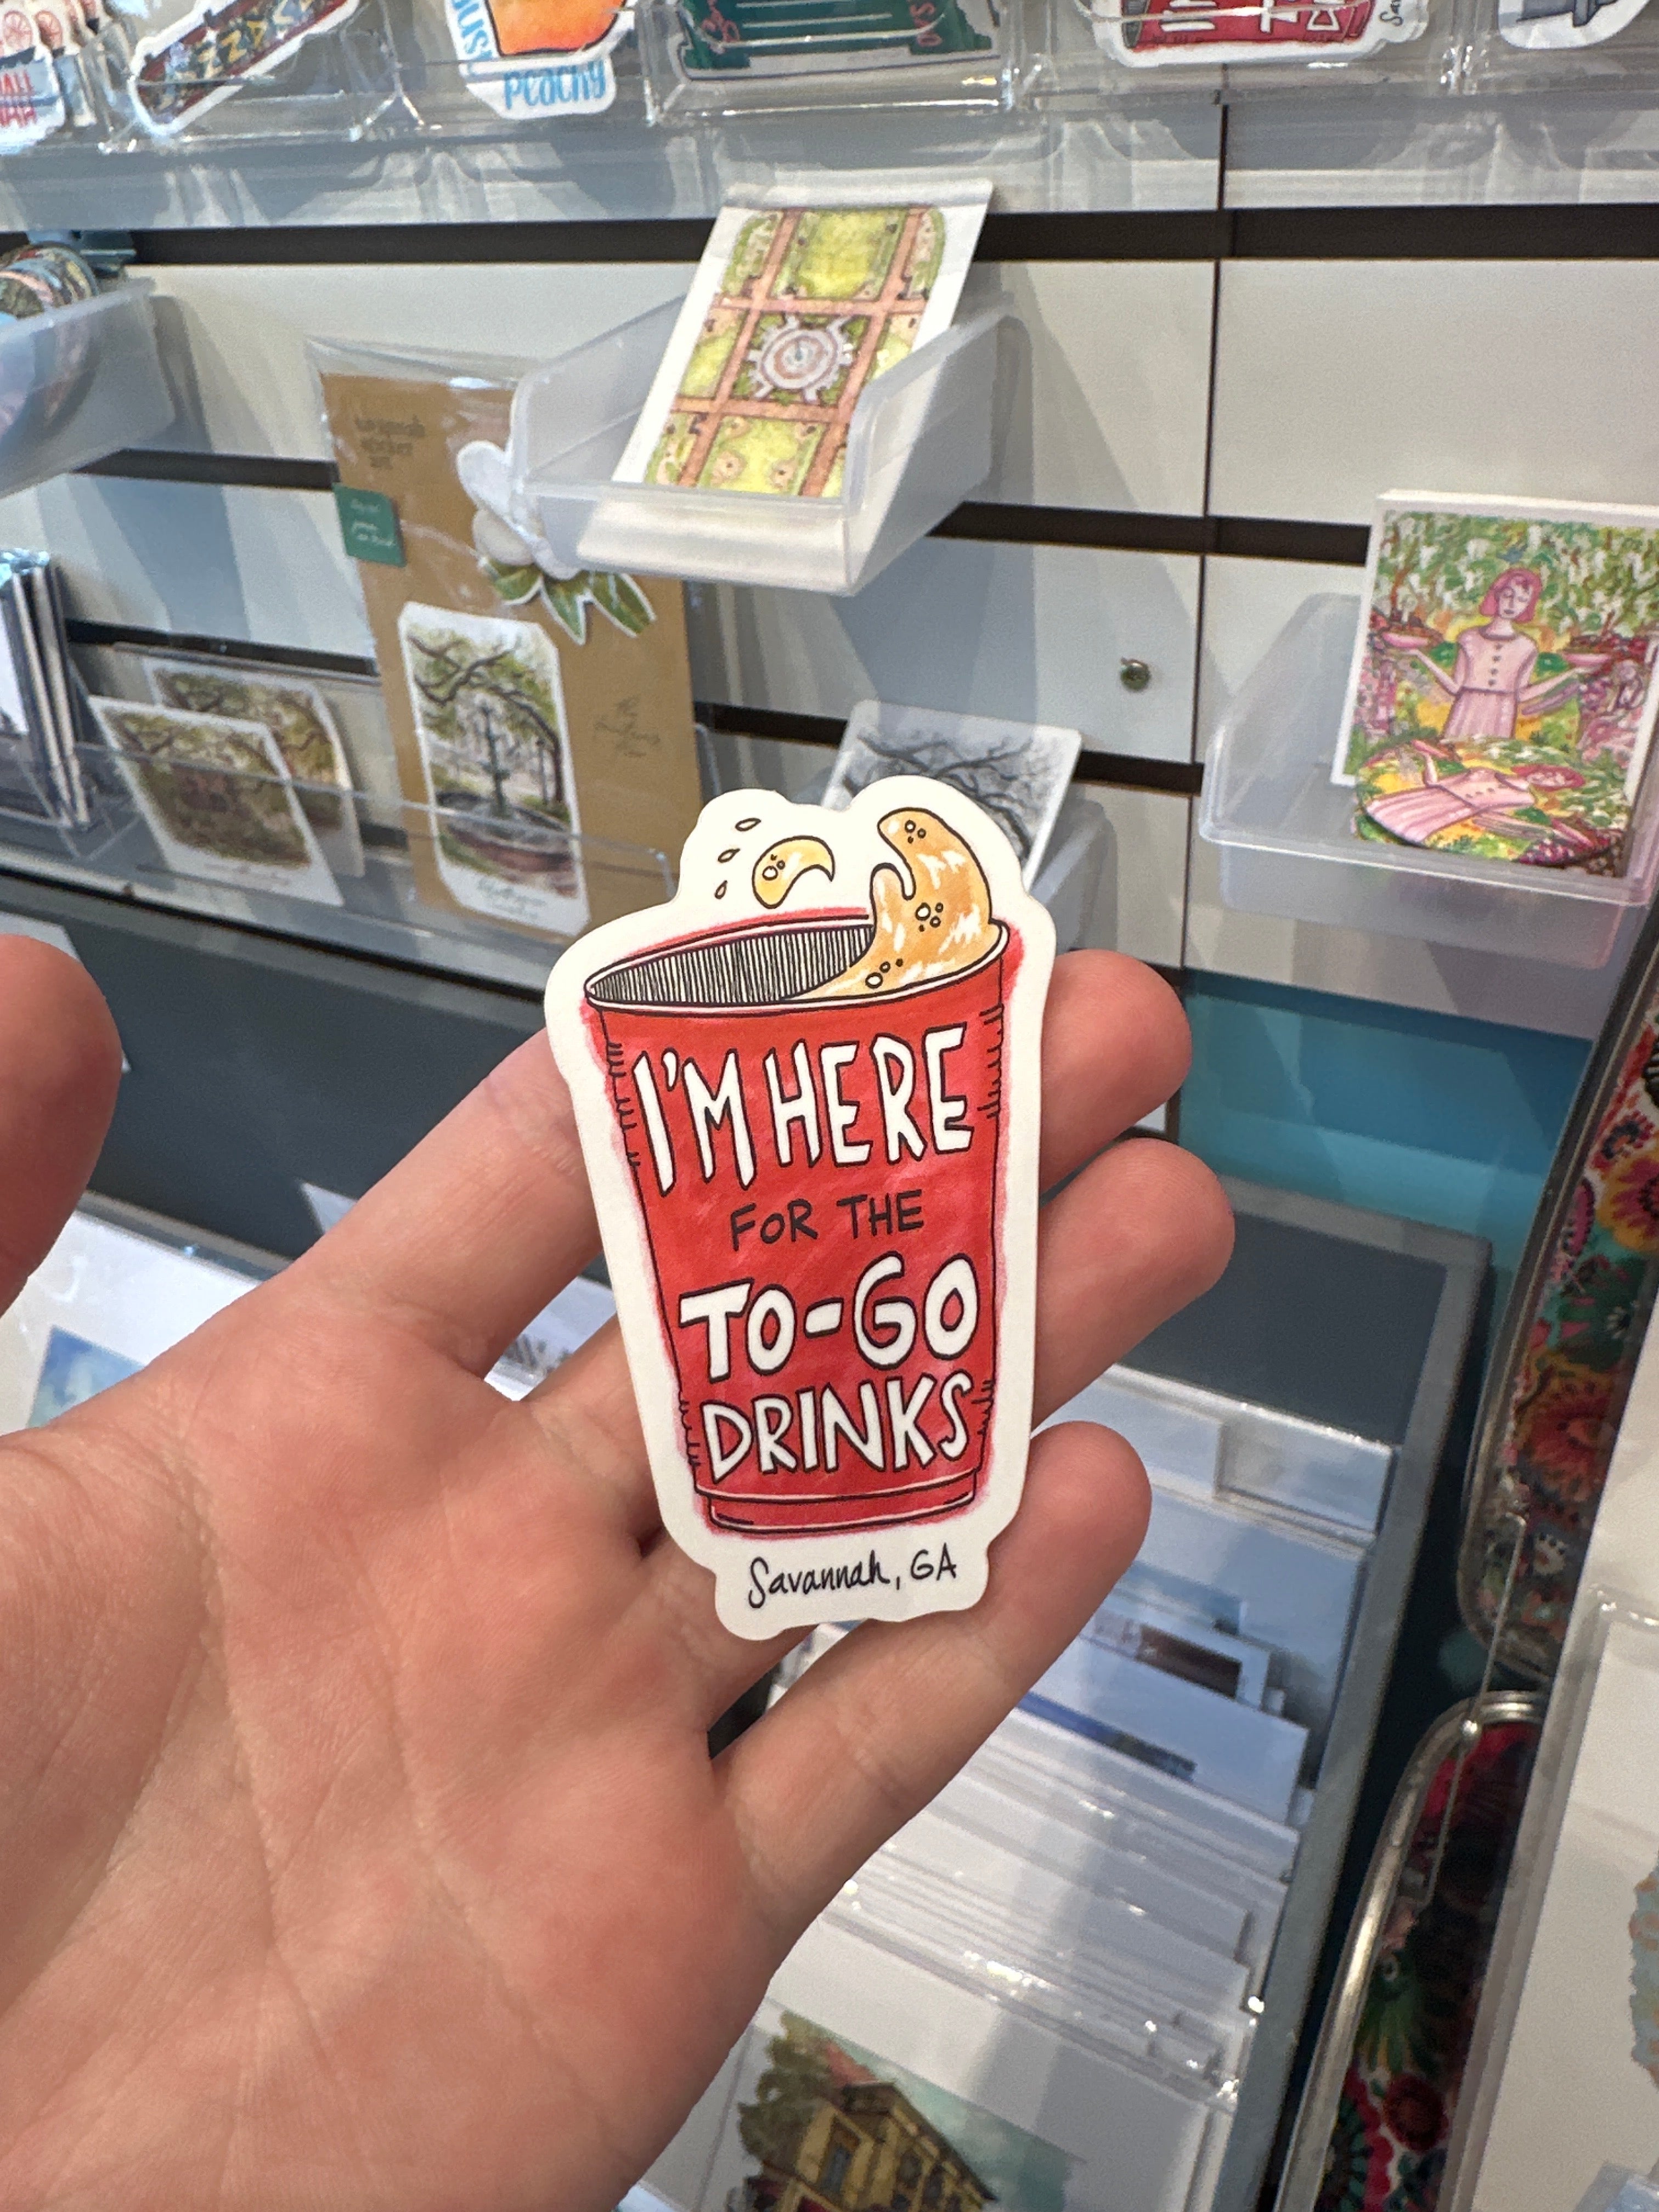 Peachy
I'M HERE
FOR THE
TO-GO
DRINKS
Savannah, GA